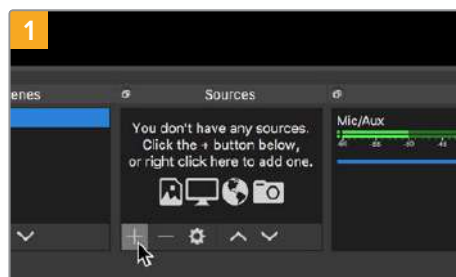 1
enes
Sources
Mic/Aux
You don't have any sources.
Click the + button below,
or right click here to add one.